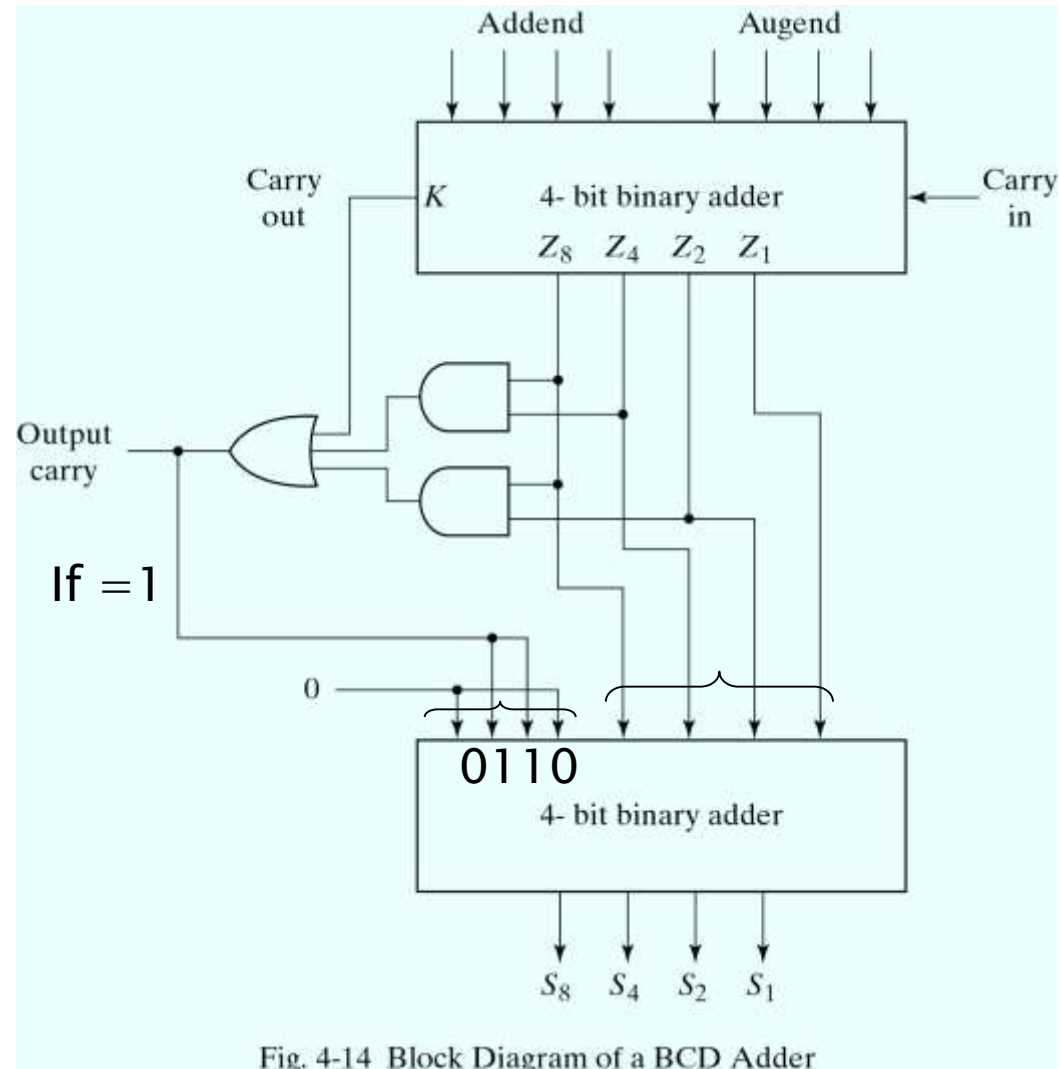 Addend Augend
Carry out
K 4- bit binary adder
Carry in
Z8 Z4 Z2 Z1
Output carry
If =1
0
0110
4- bit binary adder
S8 S4 S2 S1
Fig. 4-14 Block Diagram of a BCD Adder